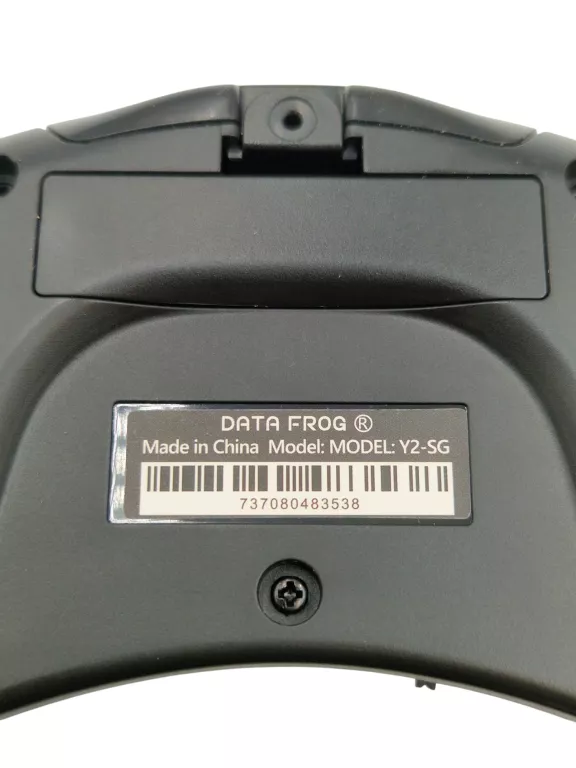 DATA FROG ®
Made in China Model: MODEL: Y2-SG
737080483538